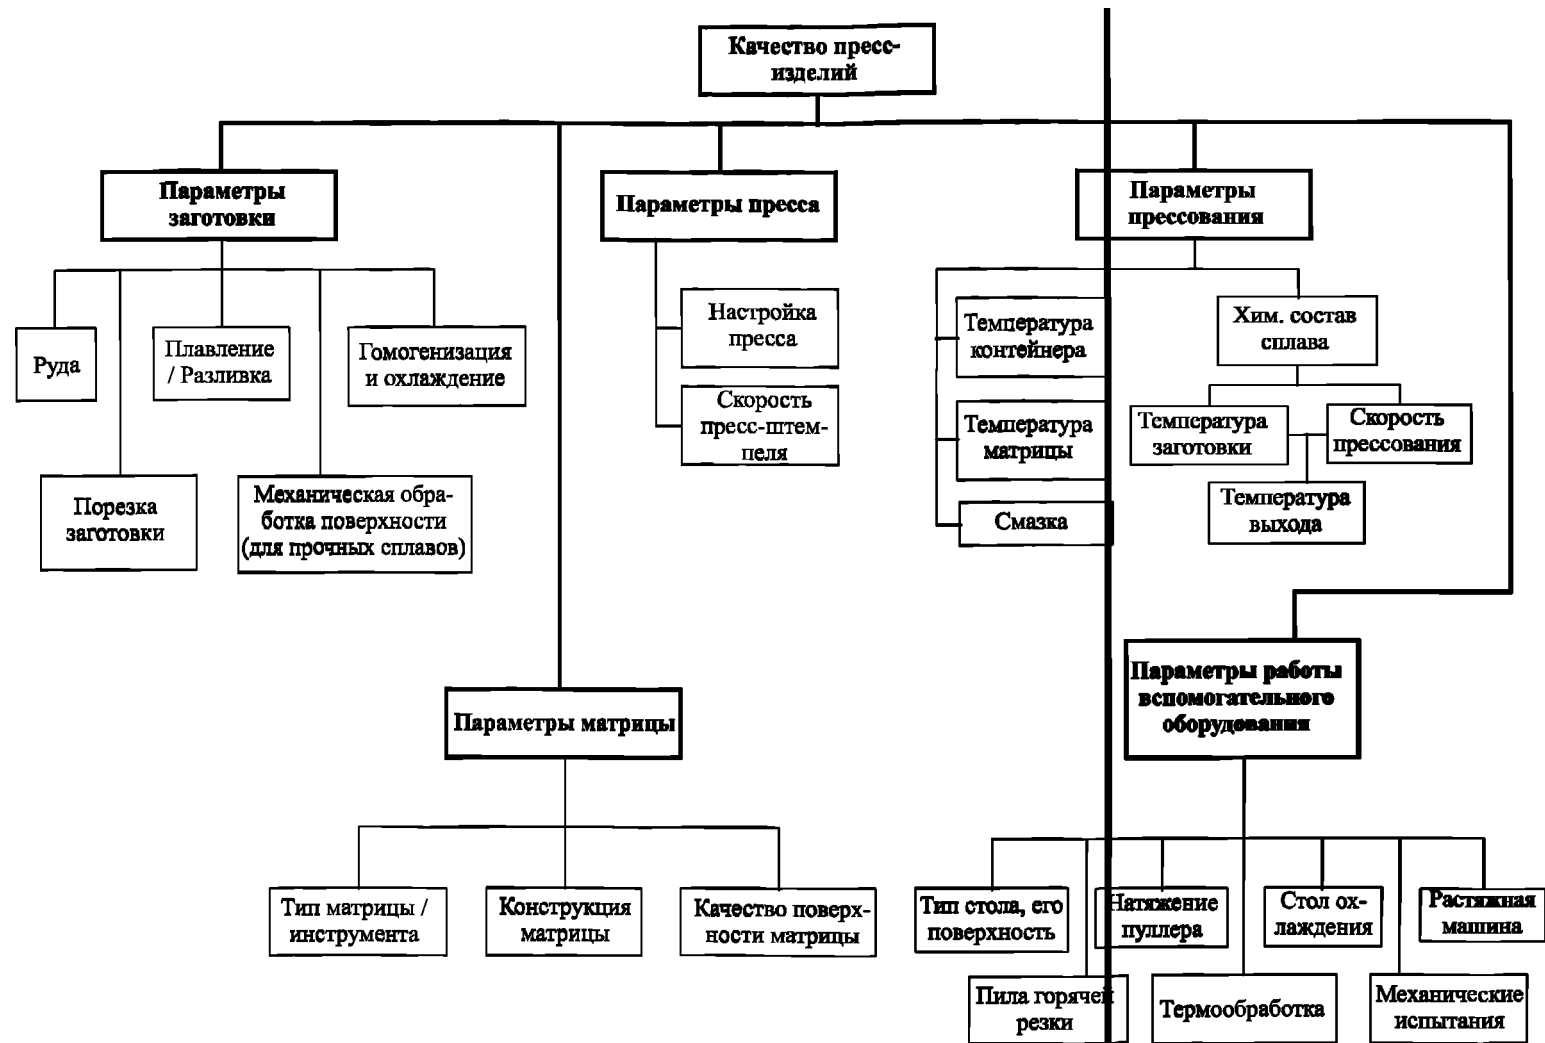 Качество пресс-
изделий
Параметры
заготовки
Параметры пресса
Параметры
прессования
Руда
Плавление
/ Разливка
Гомогенизация
и охлаждение
Порезка
заготовки
Механическая обра-
ботка поверхности
(для прочных сплавов)
Настройка
пресса
Скорость
пресс-штем-
пеля
Температура
контейнера
Температура
матрицы
Смазка
Хим. состав
сплава
Температура
заготовки
Скорость
прессования
Температура
выхода
Параметры матрицы
Тип матрицы /
инструмента
Конструкция
матрицы
Качество поверх-
ности матрицы
Параметры работы
вспомогательного
оборудования
Тип стола, его
поверхность
Натяжение
пуллера
Стол ох-
лаждения
Растяжная
машина
Пила горячей
резки
Термообработка
Механические
испытания